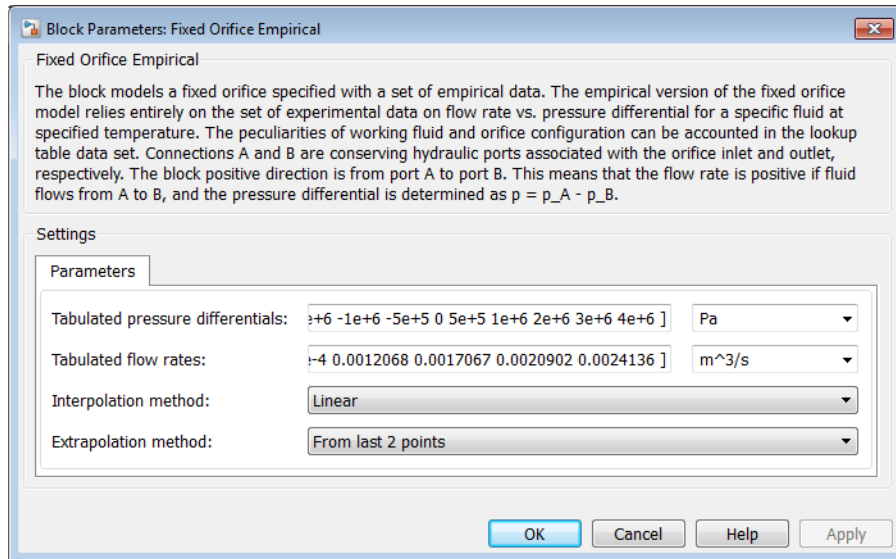 Block Parameters: Fixed Orifice Empirical
Fixed Orifice Empirical
The block models a fixed orifice specified with a set of empirical data. The empirical version of the fixed orifice
model relies entirely on the set of experimental data on flow rate vs. pressure differential for a specific fluid at
specified temperature. The peculiarities of working fluid and orifice configuration can be accounted in the lookup
table data set. Connections A and B are conserving hydraulic ports associated with the orifice inlet and outlet,
respectively. The block positive direction is from port A to port B. This means that the flow rate is positive if fluid
flows from A to B, and the pressure differential is determined as p = p_A - p_B.
Settings
Parameters
Tabulated pressure differentials: e+6 -1e+6 -5e+5 0 5e+5 1e+6 2e+6 3e+6 4e+6 ] Pa
Tabulated flow rates: e-4 0.0012068 0.0017067 0.0020902 0.0024136 ] m^3/s
Interpolation method: Linear
Extrapolation method: From last 2 points
OK Cancel Help Apply